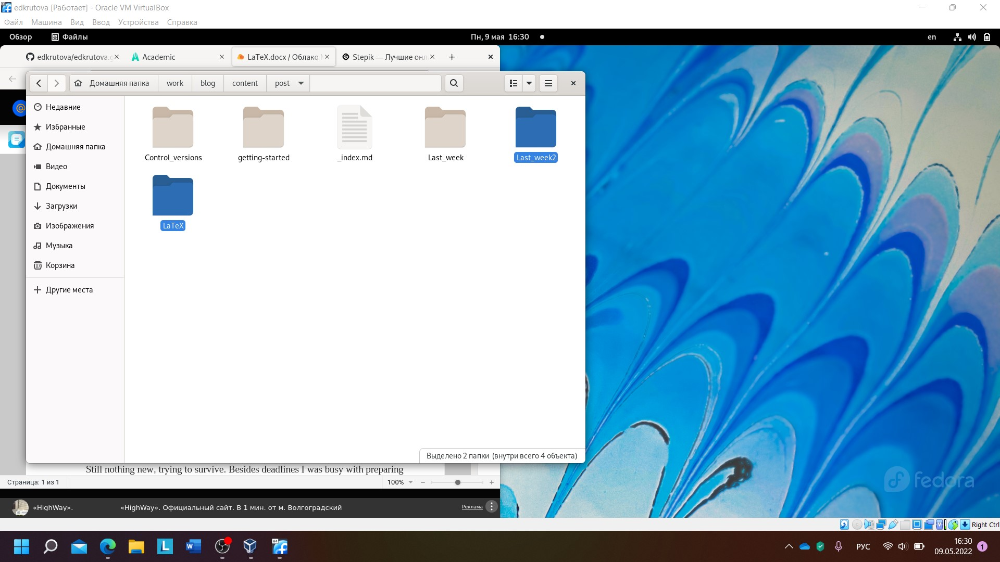 edkrutova [Работает] - Oracle VM VirtualBox
Файл Машина Вид Ввод Устройства Справка
Обзор Файлы Пн, 9 мая 16:30 en
edkrutova/edkrutova.g Academic LaTeX.docx / Облако Stepik — Лучшие онл
Домашняя папка work blog content post
Недавние
Избранные
Домашняя папка
Видео
Документы
Загрузки
Изображения
Музыка
Корзина
Другие места
Control_versions getting-started _index.md Last_week Last_week2
LaTeX
Выделено 2 папки (внутри всего 4 объекта)
Still nothing new, trying to survive. Besides deadlines I was busy with preparing
Страница: 1 из 1 100%
«HighWay». «HighWay». Официальный сайт. В 1 мин. от м. Волгоградский Реклама
fedora
Right Ctrl
РУС 16:30
09.05.2022 1